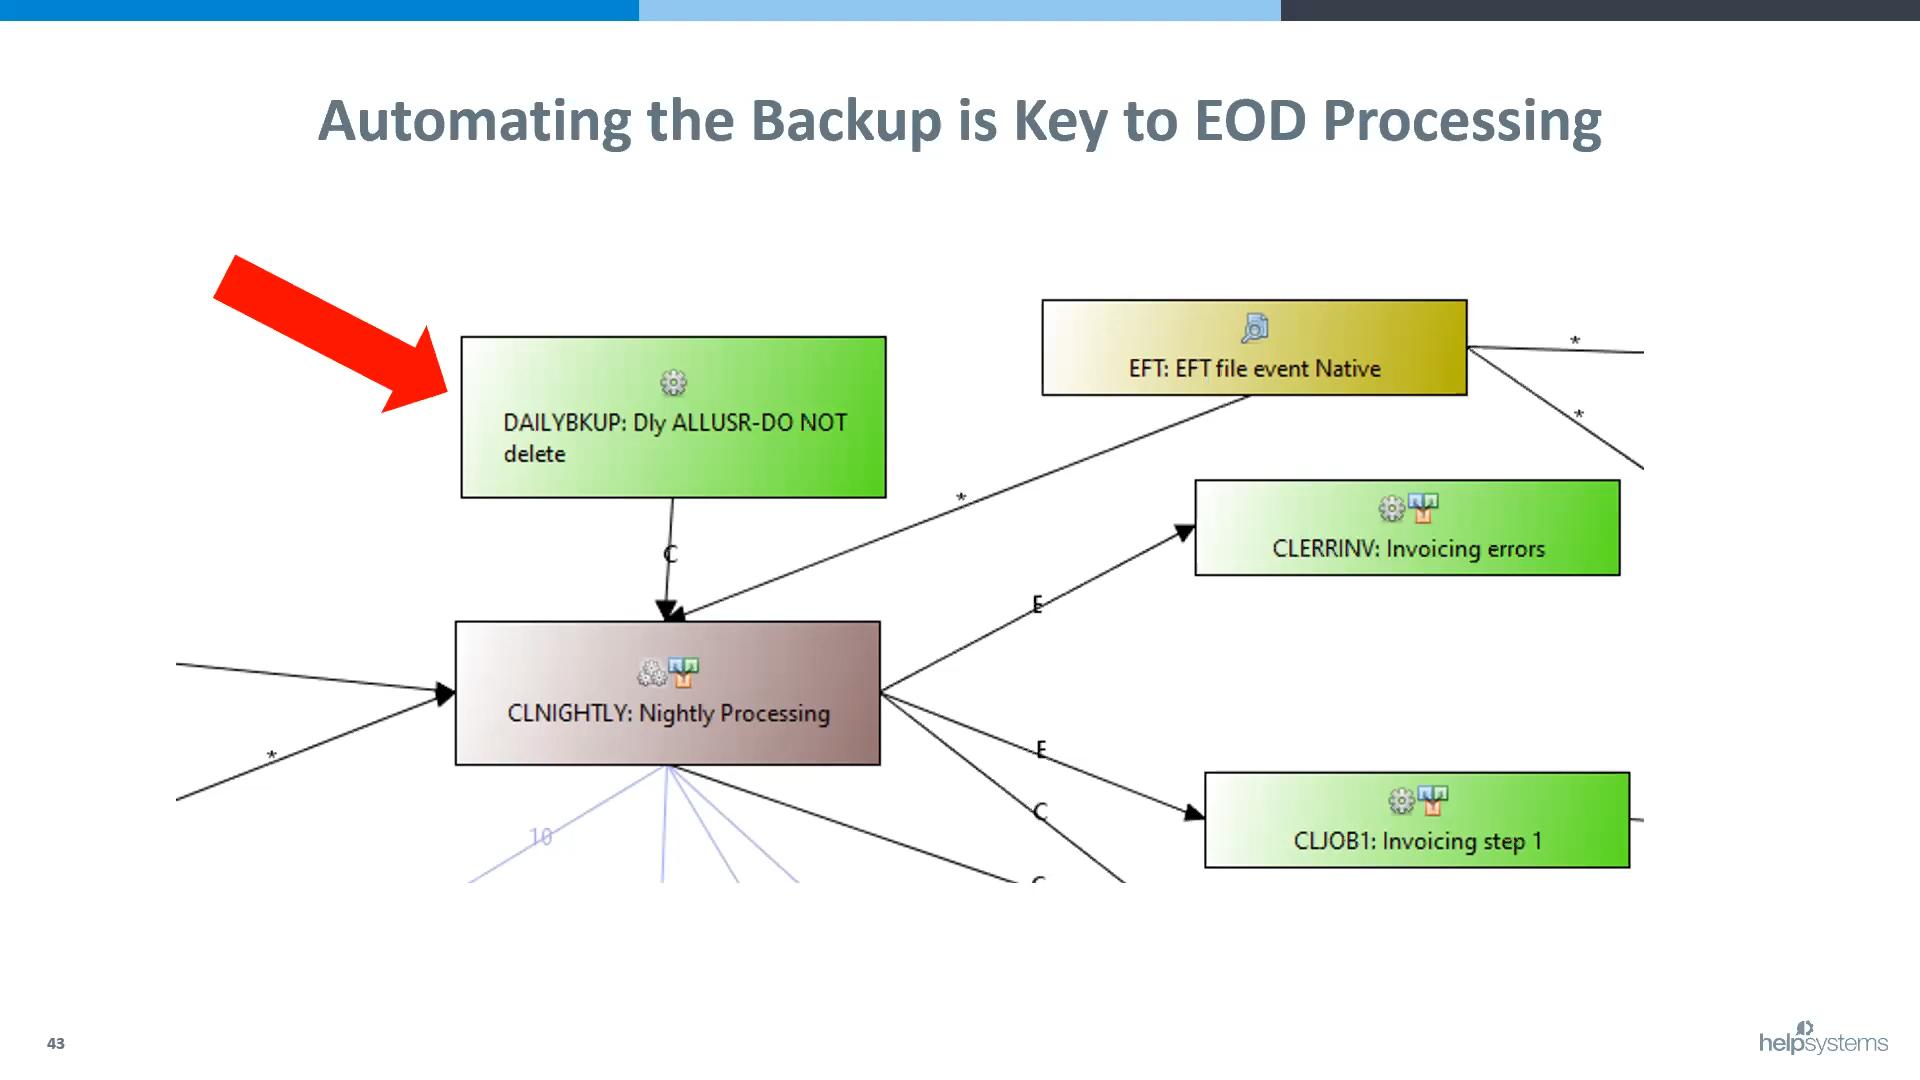 Automating the Backup is Key to EOD Processing
EFT: EFT file event Native
*
*
DAILYBKUP: Dly ALLUSR-DO NOT
delete
*
C
CLERRINV: Invoicing errors
E
CLNIGHTLY: Nightly Processing
*
E
C
10
CLJOB1: Invoicing step 1
43
helpsystems